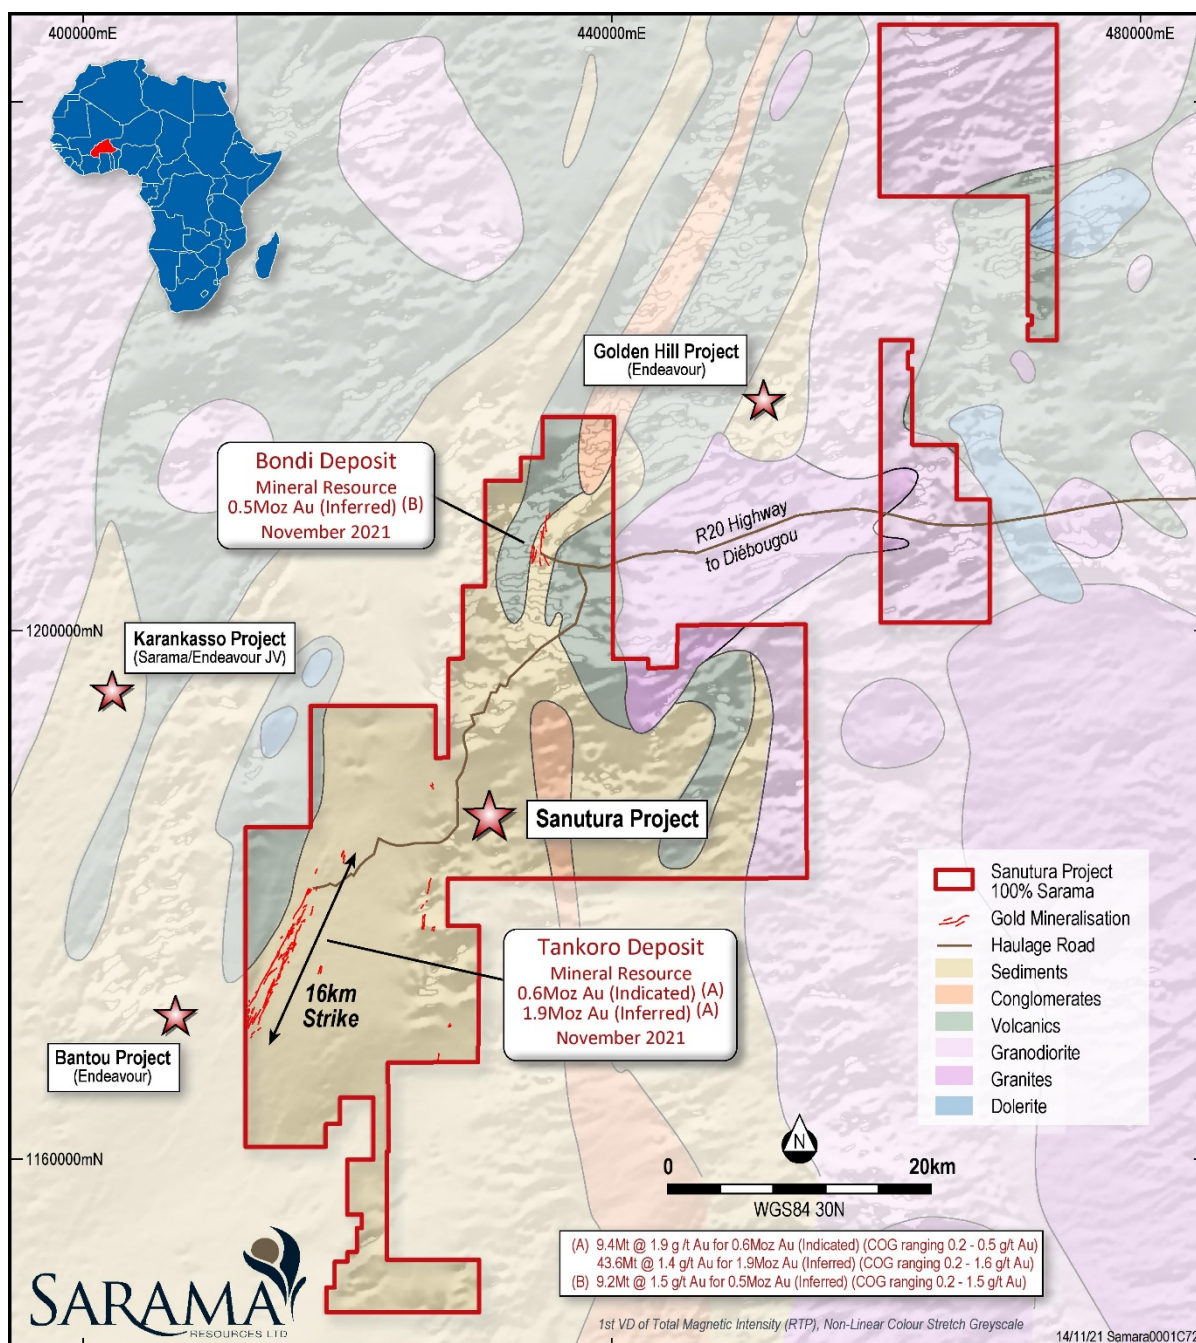 400000mE
440000mE
480000mE
Golden Hill Project
(Endeavour)
Bondi Deposit
Mineral Resource
0.5Moz Au (Inferred) (B)
November 2021
R20 Highway
to Diébougou
1200000mN
Karankasso Project
(Sarama/Endeavour JV)
Sanutura Project
16km
Strike
Tankoro Deposit
Mineral Resource
0.6Moz Au (Indicated) (A)
1.9Moz Au (Inferred) (A)
November 2021
Bantou Project
(Endeavour)
Sanutura Project
100% Sarama
Gold Mineralisation
Haulage Road
Sediments
Conglomerates
Volcanics
Granodiorite
Granites
Dolerite
1160000mN
N
0
20km
WGS84 30N
(A) 9.4Mt @ 1.9 g/t Au for 0.6Moz Au (Indicated) (COG ranging 0.2 - 0.5 g/t Au)
43.6Mt @ 1.4 g/t Au for 1.9Moz Au (Inferred) (COG ranging 0.2 - 1.6 g/t Au)
(B) 9.2Mt @ 1.5 g/t Au for 0.5Moz Au (Inferred) (COG ranging 0.2 - 1.5 g/t Au)
SARAMA
RESOURCES LTD
1st VD of Total Magnetic Intensity (RTP), Non-Linear Colour Stretch Greyscale
14/11/21 Samara0001C72